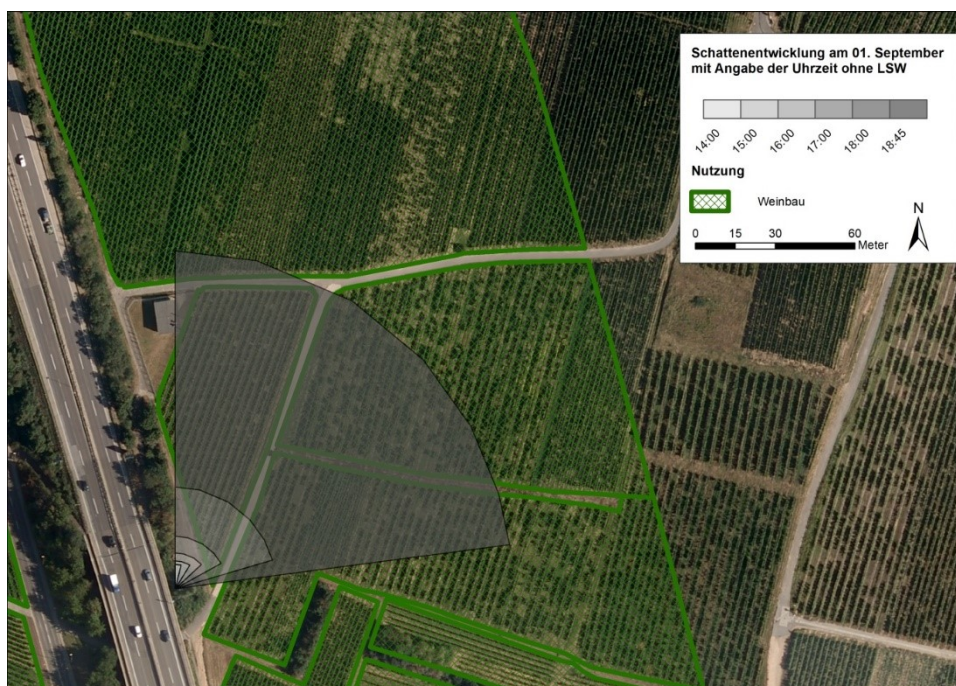 Schattenentwicklung am 01. September
mit Angabe der Uhrzeit ohne LSW
14:00 15:00 16:00 17:00 18:00 18:45
Nutzung
Weinbau
N
0 15 30 60
Meter